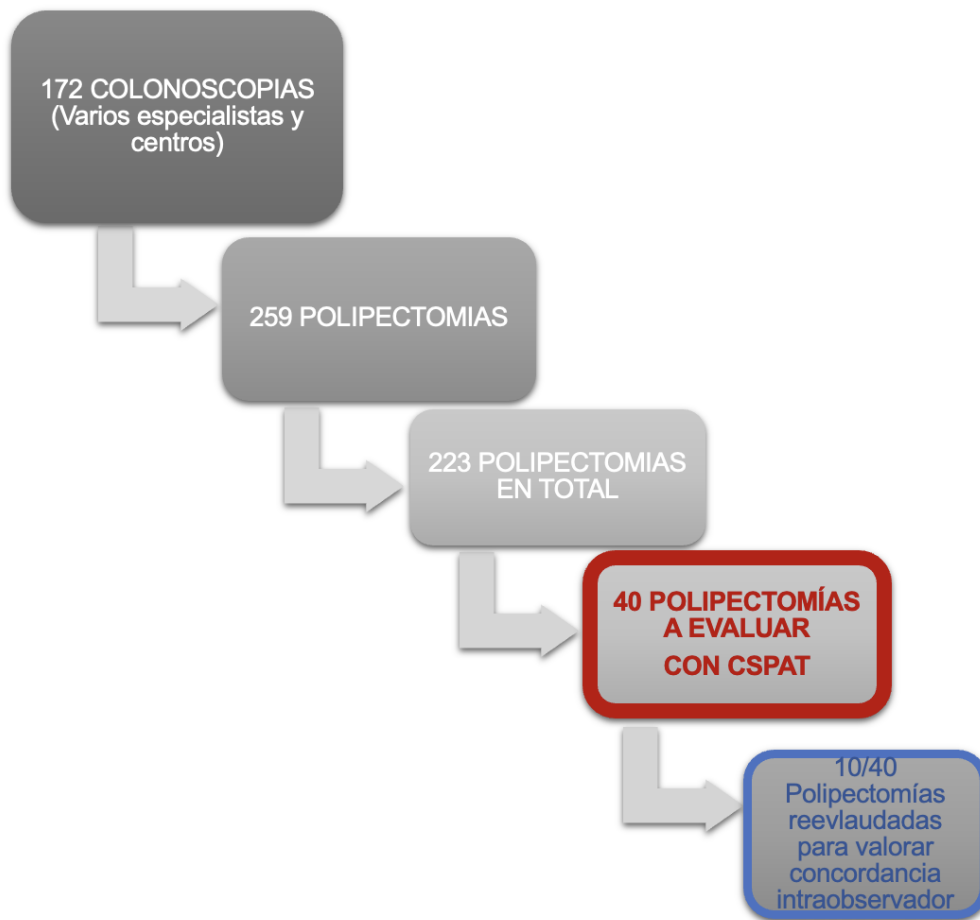 172 COLONOSCOPIAS
(Varios especialistas y
centros)
259 POLIPECTOMIAS
223 POLIPECTOMIAS
EN TOTAL
40 POLIPECTOMÍAS
A EVALUAR
CON CSPAT
10/40
Polipectomías
reevlaudadas
para valorar
concordancia
intraobservador